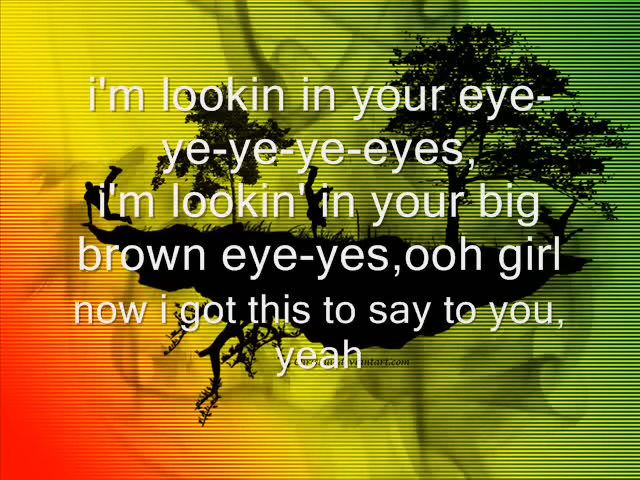 i'm lookin in your eye-
ye-ye-ye-eyes,
i'm lookin' in your big
brown eye-yes,ooh girl
now i got this to say to you,
yeah